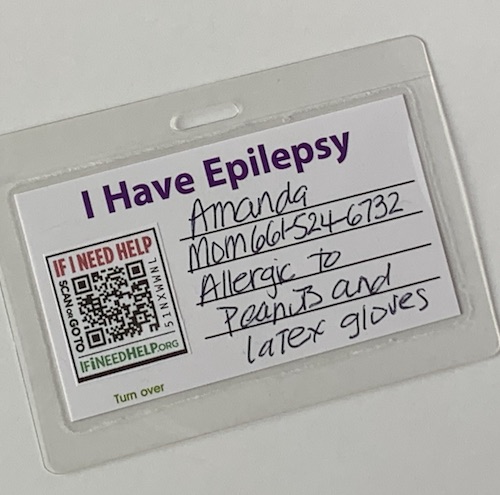 I Have Epilepsy
Amanda
Mom 661-524-6732
Allergic to
Peanuts and
latex gloves
IF I NEED HELP
SCAN OR GO TO
IFINEEDHELP.ORG
Turn over